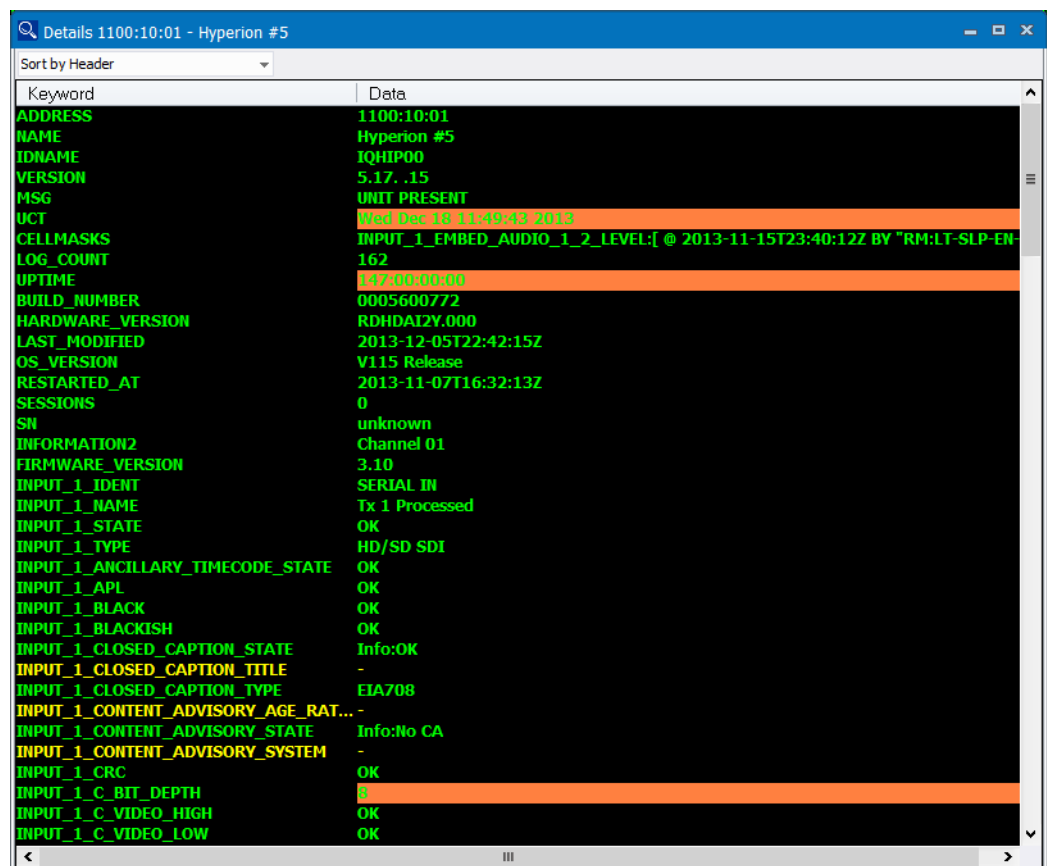 Details 1100:10:01 - Hyperion #5
Sort by Header
Keyword Data
ADDRESS 1100:10:01
NAME Hyperion #5
IDNAME IQHIP00
VERSION 5.17. .15
MSG UNIT PRESENT
UCT Wed Dec 18 11:49:43 2013
CELLMASKS INPUT_1_EMBED_AUDIO_1_2_LEVEL:[ @ 2013-11-15T23:40:12Z BY "RM:LT-SLP-EN-
LOG_COUNT 162
UPTIME 147:00:00:00
BUILD_NUMBER 0005600772
HARDWARE_VERSION RDHDAI2Y.000
LAST_MODIFIED 2013-12-05T22:42:15Z
OS_VERSION V115 Release
RESTARTED_AT 2013-11-07T16:32:13Z
SESSIONS 0
SN unknown
INFORMATION2 Channel 01
FIRMWARE_VERSION 3.10
INPUT_1_IDENT SERIAL IN
INPUT_1_NAME Tx 1 Processed
INPUT_1_STATE OK
INPUT_1_TYPE HD/SD SDI
INPUT_1_ANCILLARY_TIMECODE_STATE OK
INPUT_1_APL OK
INPUT_1_BLACK OK
INPUT_1_BLACKISH OK
INPUT_1_CLOSED_CAPTION_STATE Info:OK
INPUT_1_CLOSED_CAPTION_TITLE -
INPUT_1_CLOSED_CAPTION_TYPE EIA708
INPUT_1_CONTENT_ADVISORY_AGE_RAT... -
INPUT_1_CONTENT_ADVISORY_STATE Info:No CA
INPUT_1_CONTENT_ADVISORY_SYSTEM -
INPUT_1_CRC OK
INPUT_1_C_BIT_DEPTH 8
INPUT_1_C_VIDEO_HIGH OK
INPUT_1_C_VIDEO_LOW OK